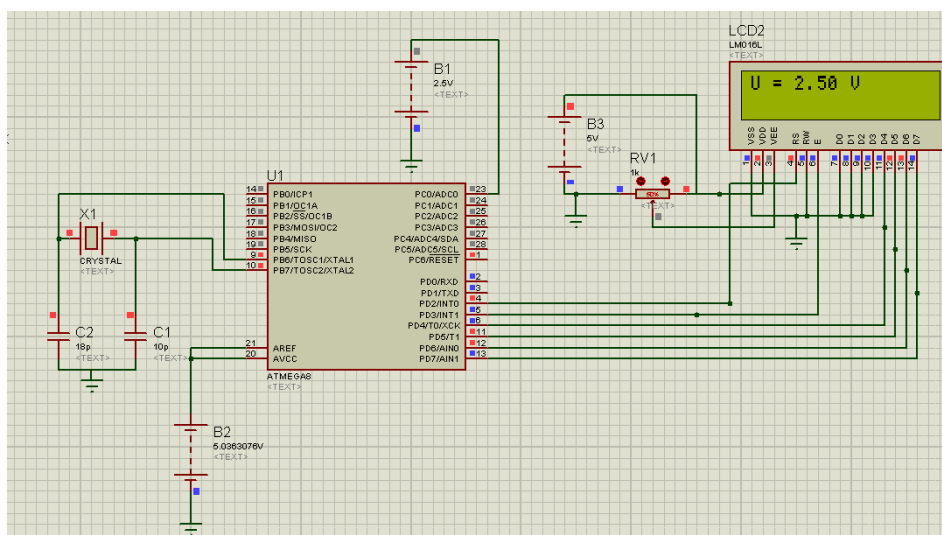 LCD2
LM016L
<TEXT>
U = 2.50 V
VSS VDD VEE RS RW E D0 D1 D2 D3 D4 D5 D6 D7
1 2 3 4 5 6 7 8 9 10 11 12 13 14
B1
2.5V
<TEXT>
B3
5V
<TEXT>
RV1
1k
50%
<TEXT>
U1
14 PB0/ICP1 PC0/ADC0 23
15 PB1/OC1A PC1/ADC1 24
16 PB2/SS/OC1B PC2/ADC2 25
17 PB3/MOSI/OC2 PC3/ADC3 26
18 PB4/MISO PC4/ADC4/SDA 27
19 PB5/SCK PC5/ADC5/SCL 28
9 PB6/TOSC1/XTAL1 PC6/RESET 1
10 PB7/TOSC2/XTAL2
PD0/RXD 2
PD1/TXD 3
PD2/INT0 4
PD3/INT1 5
PD4/T0/XCK 6
PD5/T1 11
21 AREF PD6/AIN0 12
20 AVCC PD7/AIN1 13
ATMEGA8
<TEXT>
X1
CRYSTAL
<TEXT>
C2
18p
<TEXT>
C1
10p
<TEXT>
B2
5.0363076V
<TEXT>